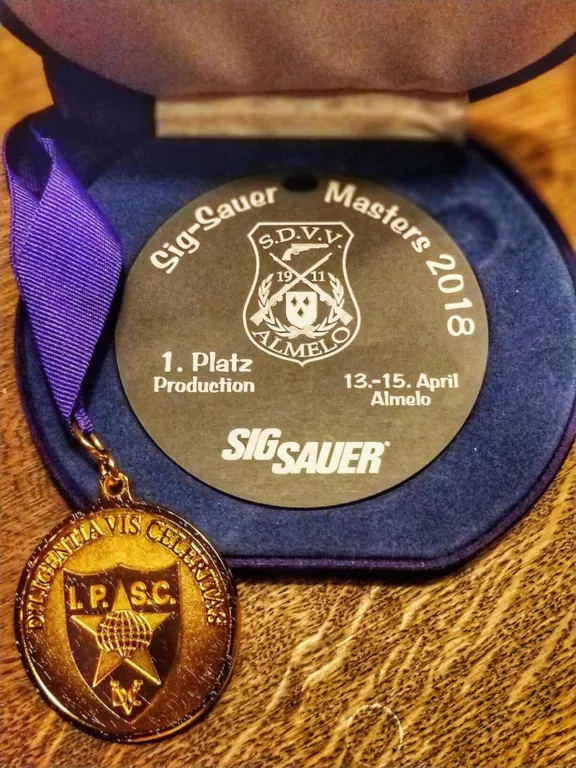 Sig-Sauer Masters 2018
S.D.V.V.
19 11
ALMELO
1. Platz
Production
13.-15. April
Almelo
SIG SAUER
DILIGENTIA VIS CELERITAS
I.P.S.C.
DVC